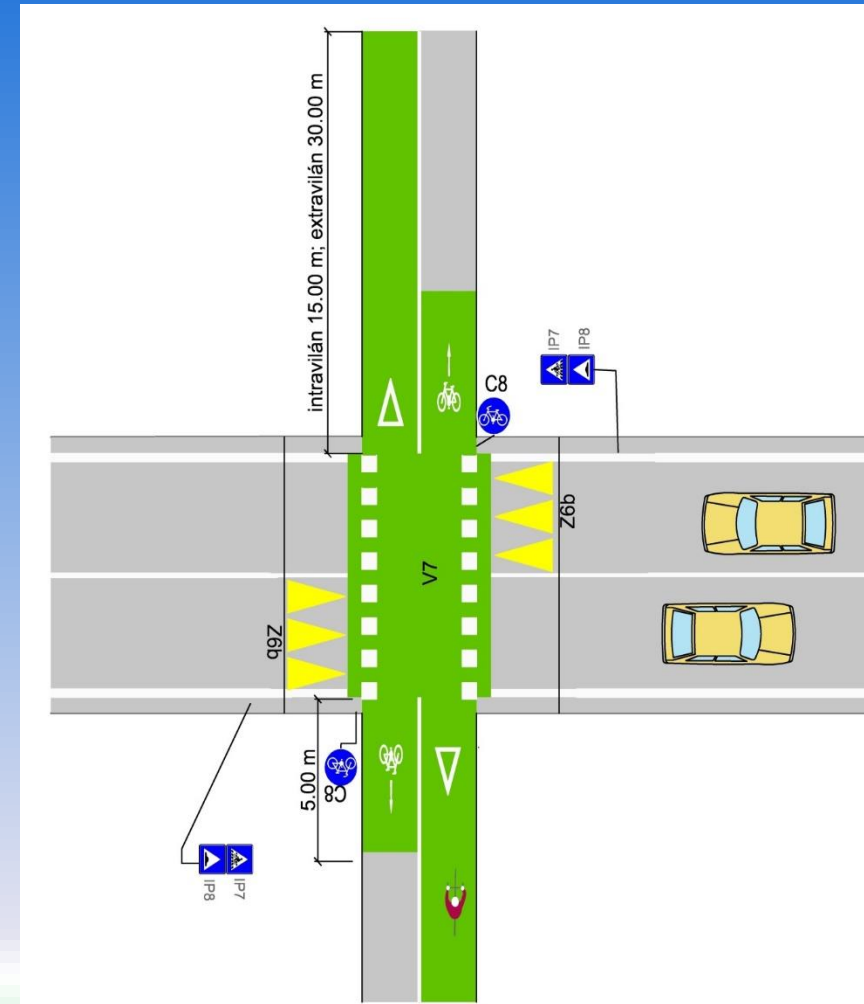 intravilán 15.00 m; extravilán 30.00 m
IP7
IP8
C8
Z6b
V7
Z6b
C8
5.00 m
IP8
IP7